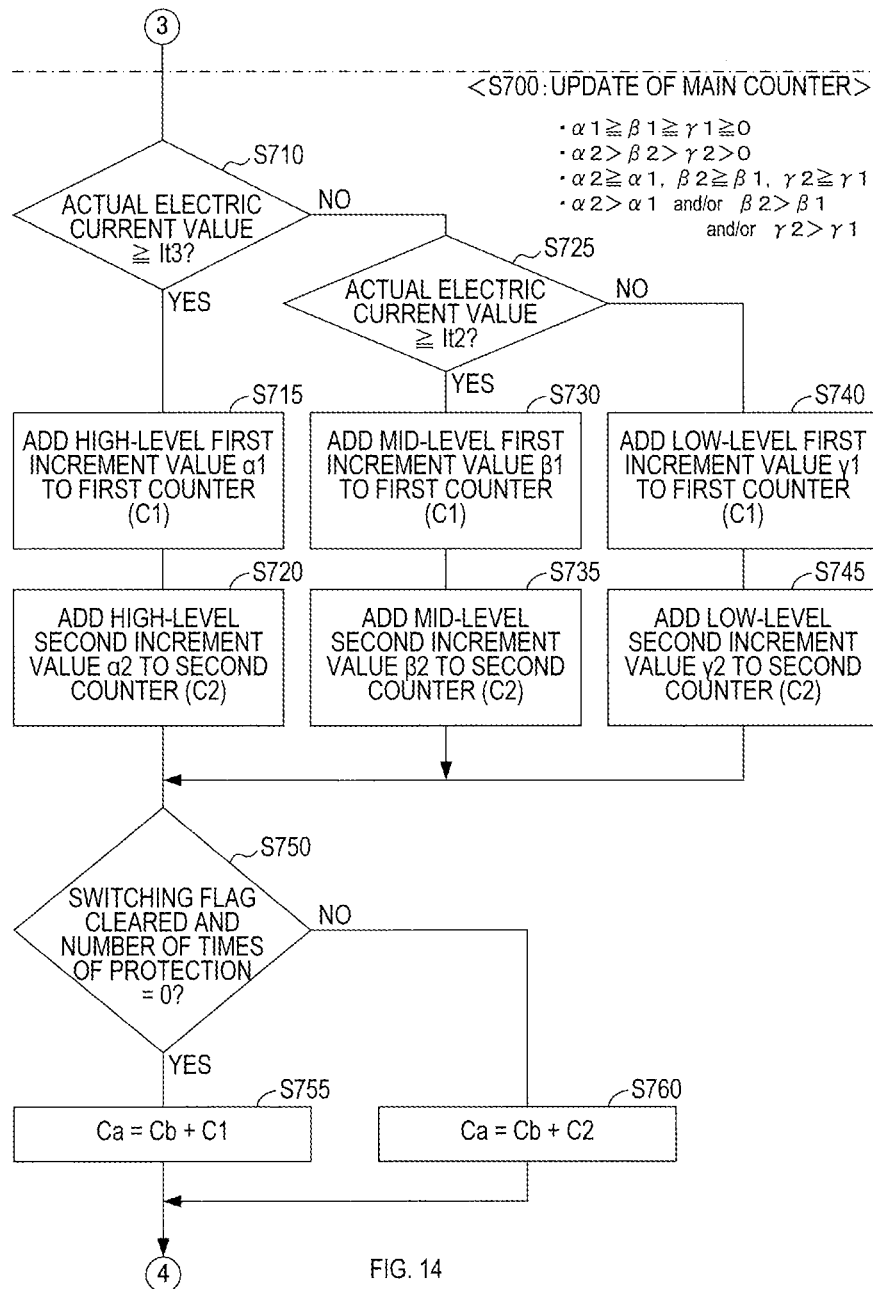 3
<S700:UPDATE OF MAIN COUNTER>
・α1≧β1≧γ1≧0
・α2>β2>γ2>0
・α2≧α1, β2≧β1, γ2≧γ1
・α2>α1 and/or β2>β1
and/or γ2>γ1
S710
ACTUAL ELECTRIC
CURRENT VALUE
≧ It3?
NO
YES
S725
ACTUAL ELECTRIC
CURRENT VALUE
≧ It2?
NO
YES
S715
ADD HIGH-LEVEL FIRST
INCREMENT VALUE α1
TO FIRST COUNTER
(C1)
S730
ADD MID-LEVEL FIRST
INCREMENT VALUE β1
TO FIRST COUNTER
(C1)
S740
ADD LOW-LEVEL FIRST
INCREMENT VALUE γ1
TO FIRST COUNTER
(C1)
S720
ADD HIGH-LEVEL
SECOND INCREMENT
VALUE α2 TO SECOND
COUNTER (C2)
S735
ADD MID-LEVEL
SECOND INCREMENT
VALUE β2 TO SECOND
COUNTER (C2)
S745
ADD LOW-LEVEL
SECOND INCREMENT
VALUE γ2 TO SECOND
COUNTER (C2)
S750
SWITCHING FLAG
CLEARED AND
NUMBER OF TIMES
OF PROTECTION
= 0?
NO
YES
S755
Ca = Cb + C1
S760
Ca = Cb + C2
4
FIG. 14